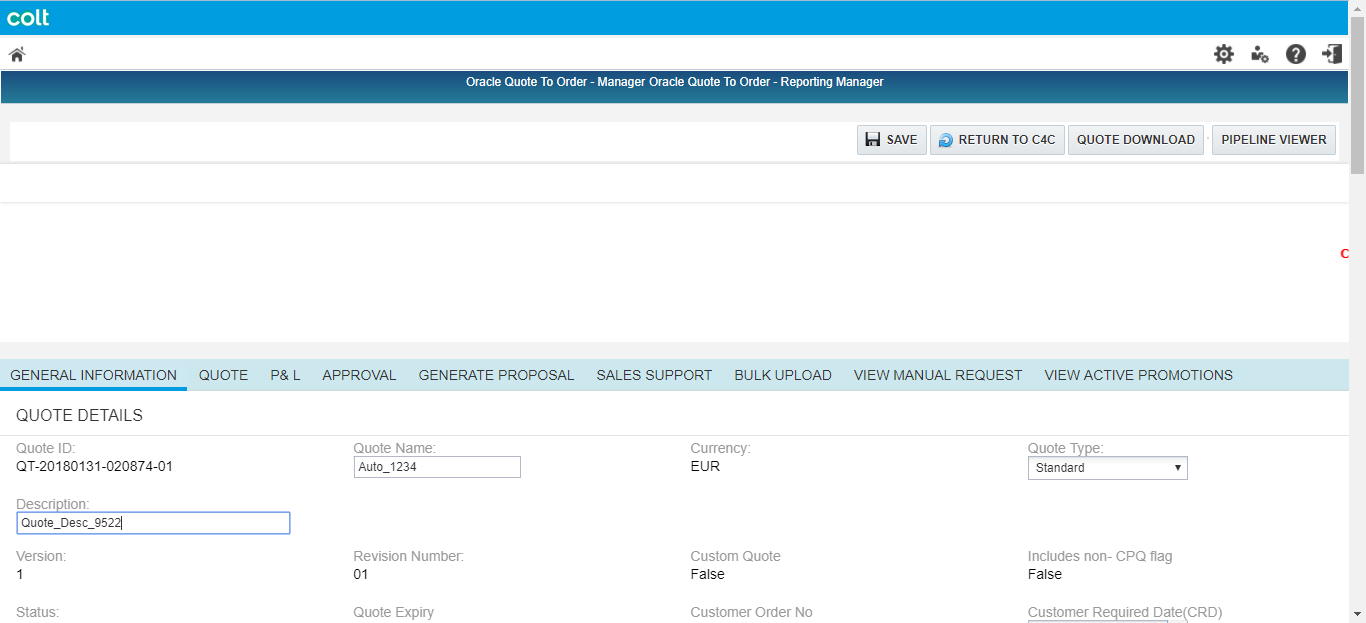 colt
Oracle Quote To Order - Manager Oracle Quote To Order - Reporting Manager
SAVE RETURN TO C4C QUOTE DOWNLOAD PIPELINE VIEWER
C
GENERAL INFORMATION QUOTE P& L APPROVAL GENERATE PROPOSAL SALES SUPPORT BULK UPLOAD VIEW MANUAL REQUEST VIEW ACTIVE PROMOTIONS
QUOTE DETAILS
Quote ID: Quote Name: Currency: Quote Type:
QT-20180131-020874-01 Auto_1234 EUR Standard
Description:
Quote_Desc_9522
Version: Revision Number: Custom Quote Includes non- CPQ flag
1 01 False False
Status: Quote Expiry Customer Order No Customer Required Date(CRD)